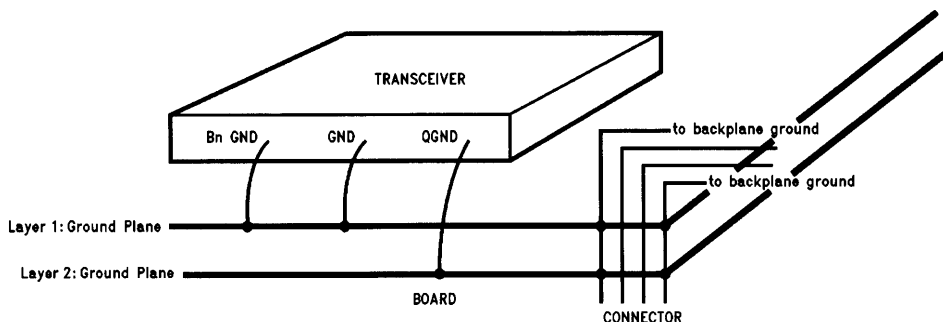 TRANSCEIVER
Bn GND
GND
QGND
to backplane ground
to backplane ground
Layer 1: Ground Plane
Layer 2: Ground Plane
BOARD
CONNECTOR